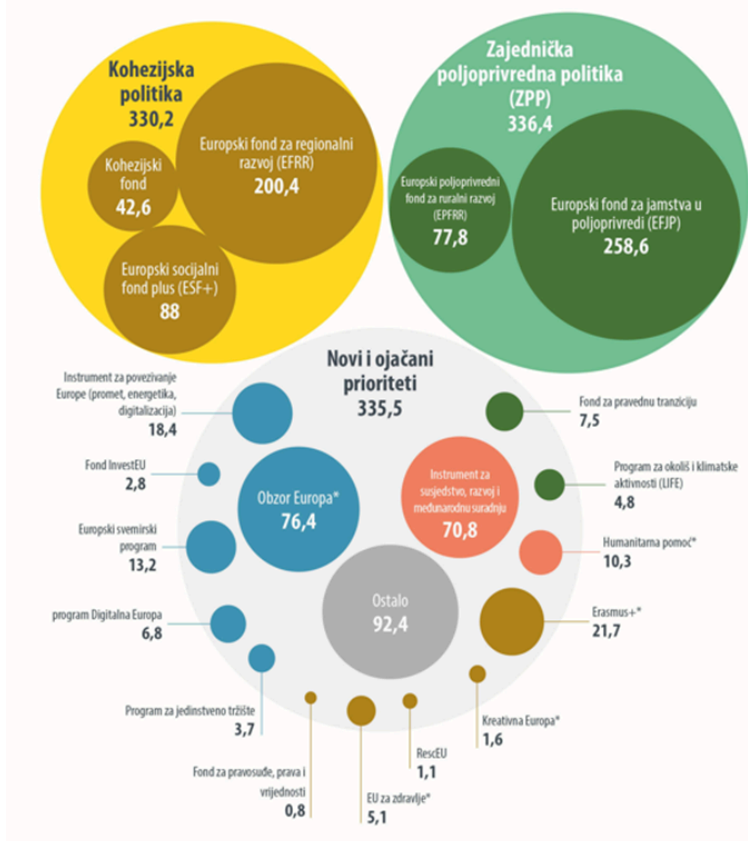 Kohezijska
politika
330,2
Europski fond za regionalni
razvoj (EFRR)
200,4
Kohezijski
fond
42,6
Europski socijalni
fond plus (ESF+)
88
Zajednička
poljoprivredna politika
(ZPP)
336,4
Europski poljoprivredni
fond za ruralni razvoj
(EPFRR)
77,8
Europski fond za jamstva u
poljoprivredi (EFJP)
258,6
Novi i ojačani
prioriteti
335,5
Instrument za povezivanje
Europe (promet, energetika,
digitalizacija)
18,4
Fond InvestEU
2,8
Obzor Europa*
76,4
Europski svemirski
program
13,2
program Digitalna Europa
6,8
Program za jedinstveno tržište
3,7
Fond za pravosuđe, prava i
vrijednosti
0,8
EU za zdravlje*
5,1
RescEU
1,1
Kreativna Europa*
1,6
Erasmus+*
21,7
Humanitarna pomoć*
10,3
Program za okoliš i klimatske
aktivnosti (LIFE)
4,8
Fond za pravednu tranziciju
7,5
Instrument za
susjedstvo, razvoj i
međunarodnu suradnju
70,8
Ostalo
92,4